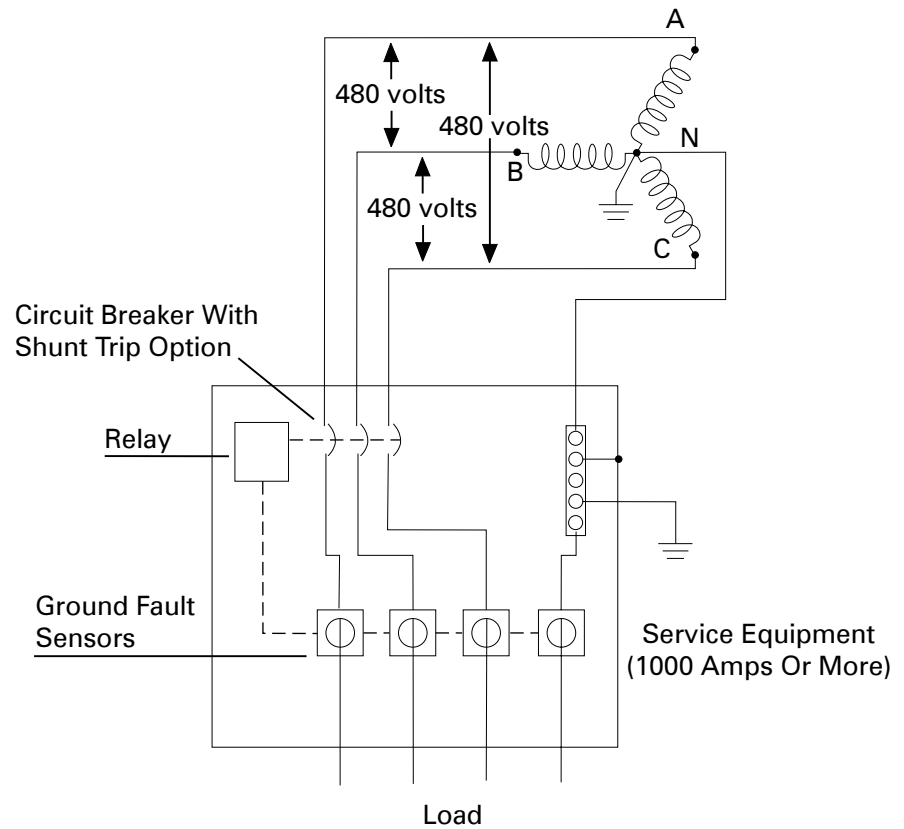 A
480 volts
480 volts
N
B
480 volts
C
Circuit Breaker With
Shunt Trip Option
Relay
Ground Fault
Sensors
Service Equipment
(1000 Amps Or More)
Load